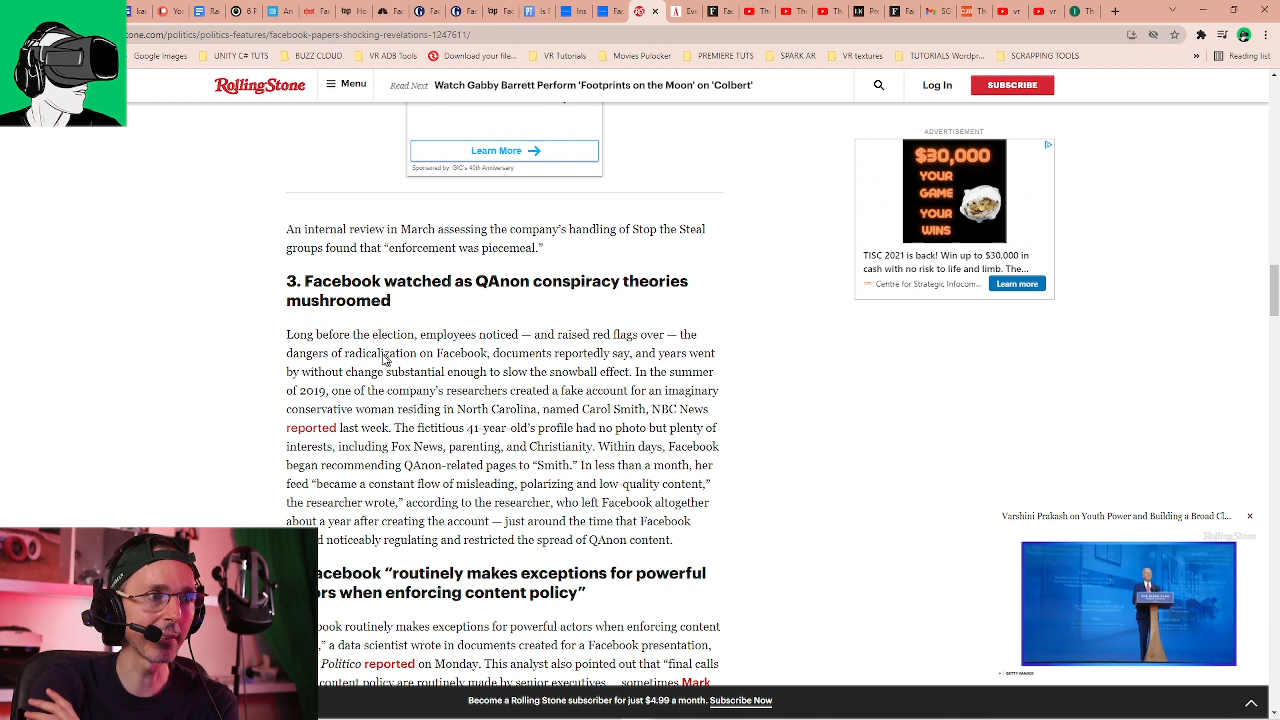 tone.com/politics/politics-features/facebook-papers-shocking-revelations-1247611/
Google Images UNITY C# TUTS BUZZ CLOUD VR ADB Tools Download your file... VR Tutorials Movies Pulocker PREMIERE TUTS SPARK AR VR textures TUTORIALS Wordpr... SCRAPPING TOOLS » Reading list
RollingStone Menu Read Next Watch Gabby Barrett Perform 'Footprints on the Moon' on 'Colbert' Log In SUBSCRIBE
Learn More →
Sponsored by: GIC's 40th Anniversary
An internal review in March assessing the company's handling of Stop the Steal
groups found that “enforcement was piecemeal.”
3. Facebook watched as QAnon conspiracy theories
mushroomed
Long before the election, employees noticed — and raised red flags over — the
dangers of radicalization on Facebook, documents reportedly say, and years went
by without change substantial enough to slow the snowball effect. In the summer
of 2019, one of the company's researchers created a fake account for an imaginary
conservative woman residing in North Carolina, named Carol Smith, NBC News
reported last week. The fictitious 41-year-old's profile had no photo but plenty of
interests, including Fox News, parenting, and Christianity. Within days, Facebook
began recommending QAnon-related pages to “Smith.” In less than a month, her
feed “became a constant flow of misleading, polarizing and low-quality content,”
the researcher wrote,” according to the researcher, who left Facebook altogether
about a year after creating the account — just around the time that Facebook
noticeably regulating and restricted the spread of QAnon content.
acebook “routinely makes exceptions for powerful
rs when enforcing content policy”
ook routinely makes exceptions for powerful actors when enforcing content
,” a data scientist wrote in documents created for a Facebook presentation,
Politico reported on Monday. This analyst also pointed out that “final calls
tent policy are routinely made by senior executives — sometimes Mark
ADVERTISEMENT
$30,000
YOUR
GAME
YOUR
WINS
TISC 2021 is back! Win up to $30,000 in
cash with no risk to life and limb. The...
Centre for Strategic Infocom... Learn more
Varshini Prakash on Youth Power and Building a Broad Cl...
RollingStone
GETTY IMAGES
Become a Rolling Stone subscriber for just $4.99 a month. Subscribe Now